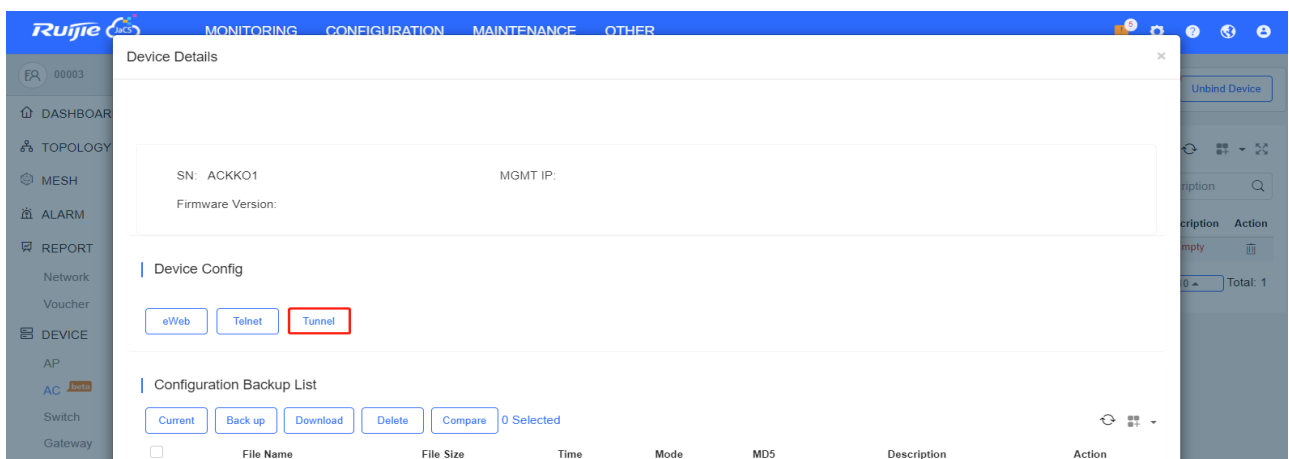 Ruijie JaCS MONITORING CONFIGURATION MAINTENANCE OTHER 5
Device Details ×
00003
Unbind Device
DASHBOAR
TOPOLOGY
MESH
ALARM
REPORT
Network
Voucher
DEVICE
AP
AC beta
Switch
Gateway
SN: ACKKO1 MGMT IP:
Firmware Version:
Device Config
eWeb Telnet Tunnel
Configuration Backup List
Current Back up Download Delete Compare 0 Selected
File Name File Size Time Mode MD5 Description Action
ription
cription Action
mpty
0 Total: 1